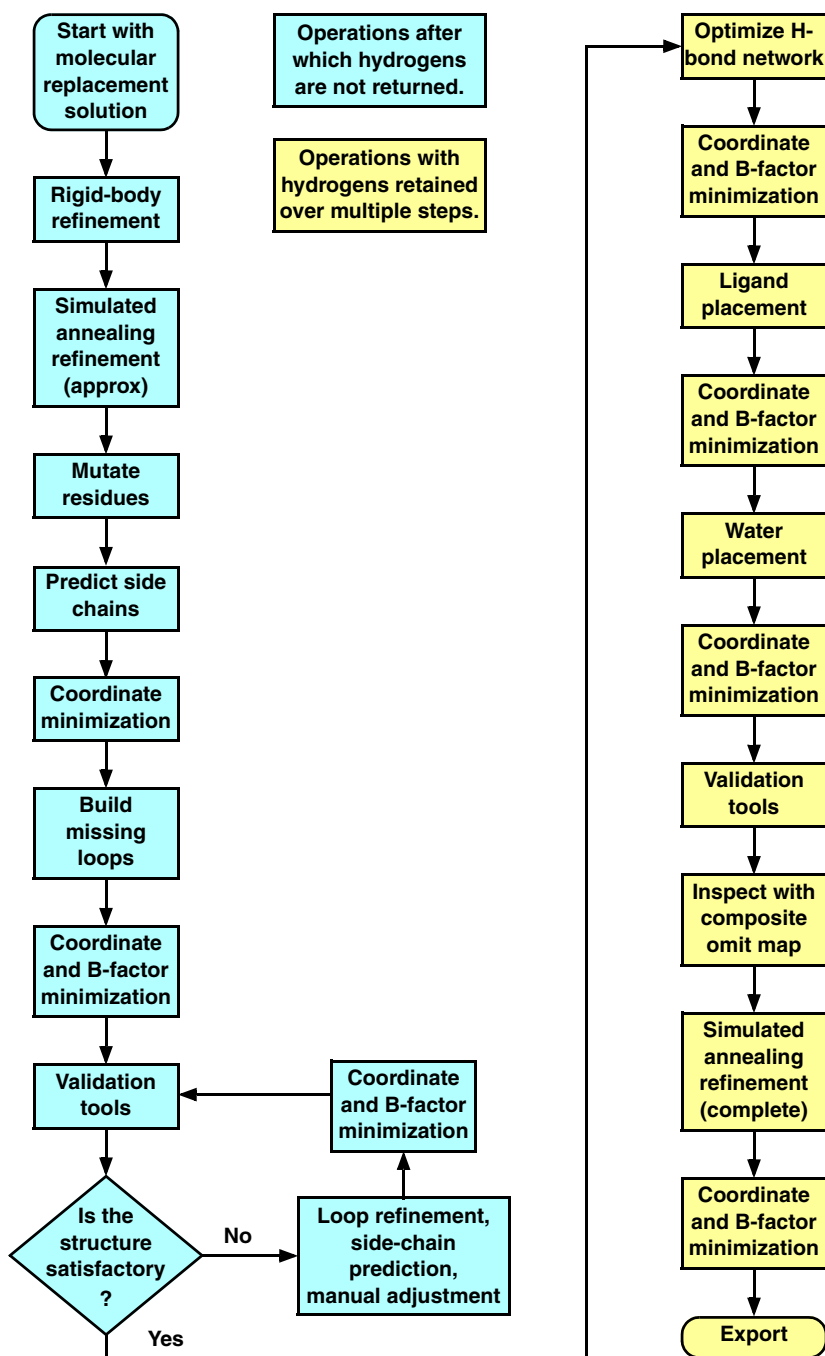 Start with
molecular
replacement
solution
Rigid-body
refinement
Simulated
annealing
refinement
(approx)
Mutate
residues
Predict side
chains
Coordinate
minimization
Build
missing
loops
Coordinate
and B-factor
minimization
Validation
tools
Is the
structure
satisfactory
?
No
Yes
Loop refinement,
side-chain
prediction,
manual adjustment
Coordinate
and B-factor
minimization
Operations after
which hydrogens
are not returned.
Operations with
hydrogens retained
over multiple steps.
Optimize H-
bond network
Coordinate
and B-factor
minimization
Ligand
placement
Coordinate
and B-factor
minimization
Water
placement
Coordinate
and B-factor
minimization
Validation
tools
Inspect with
composite
omit map
Simulated
annealing
refinement
(complete)
Coordinate
and B-factor
minimization
Export